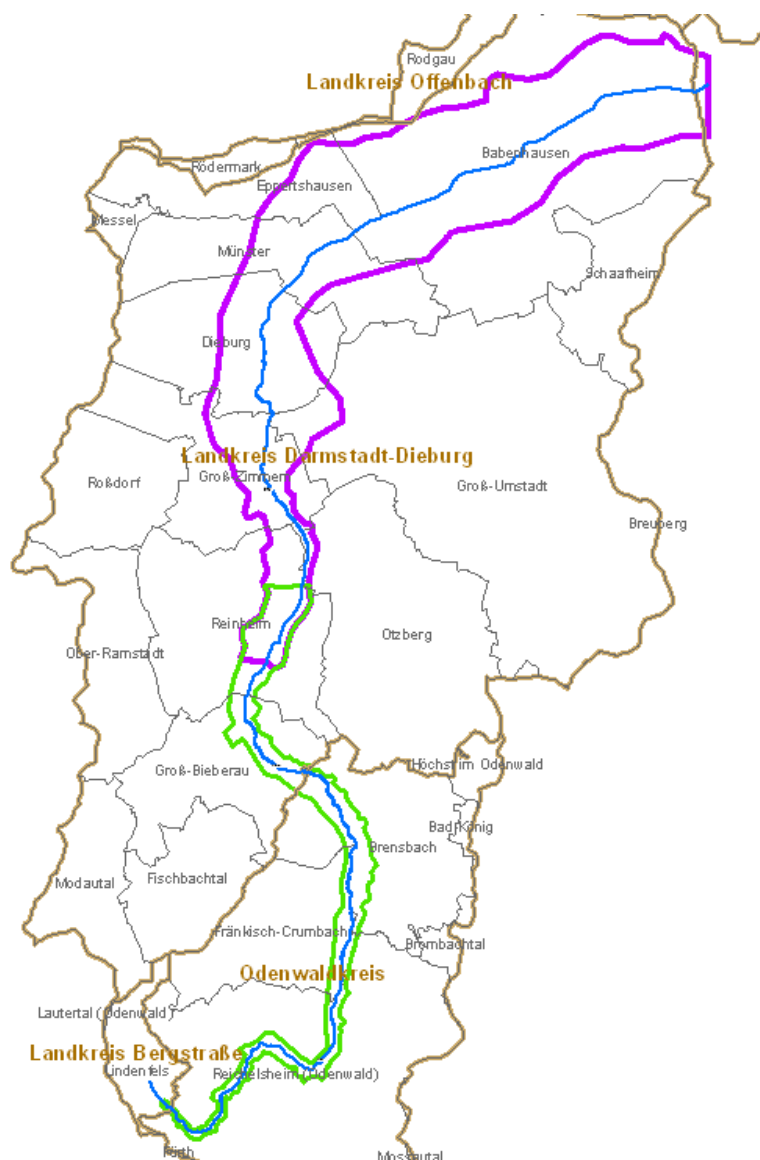 Rodgau
Landkreis Offenbach
Babenhausen
Rödermark
Eppertshausen
Messel
Münster
Schaafheim
Dieburg
Landkreis Darmstadt-Dieburg
Groß-Zimmern
Roßdorf
Groß-Umstadt
Breuberg
Reinheim
Otzberg
Ober-Ramstadt
Höchst im Odenwald
Groß-Bieberau
Bad König
Brensbach
Modautal
Fischbachtal
Fränkisch-Crumbach
Brombachtal
Odenwaldkreis
Lautertal (Odenwald)
Landkreis Bergstraße
Lindenfels
Reichelsheim (Odenwald)
Fürth
Mossautal